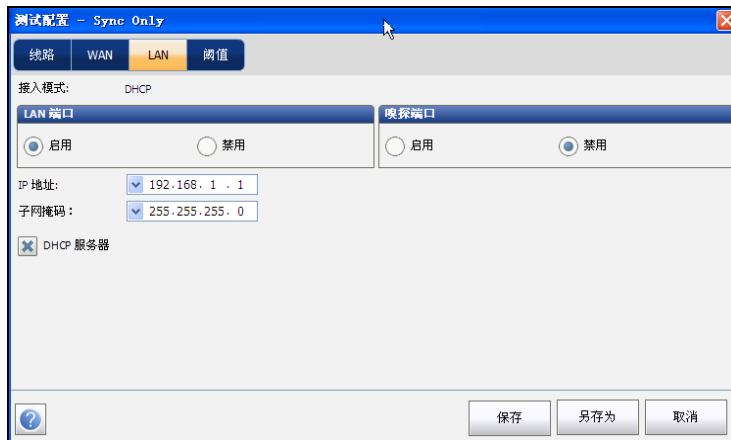 测试配置 - Sync Only
线路 WAN LAN 阈值
接入模式: DHCP
LAN 端口 嗅探端口
启用 禁用 启用 禁用
IP 地址: 192.168. 1 . 1
子网掩码： 255.255.255. 0
DHCP 服务器
保存 另存为 取消